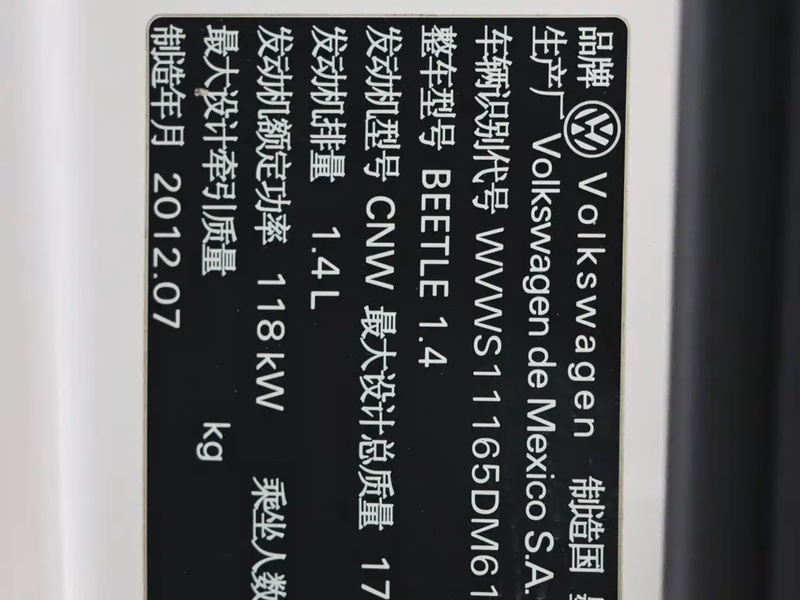 品牌 Volkswagen 制造国
生产厂 Volkswagen de Mexico S.A.
车辆识别代号 WVWS11165DM61
整车型号 BEETLE 1.4
发动机型号 CNW 最大设计总质量 17
发动机排量 1.4L
发动机额定功率 118kW 乘坐人数
最大设计牵引质量 kg
制造年月 2012.07